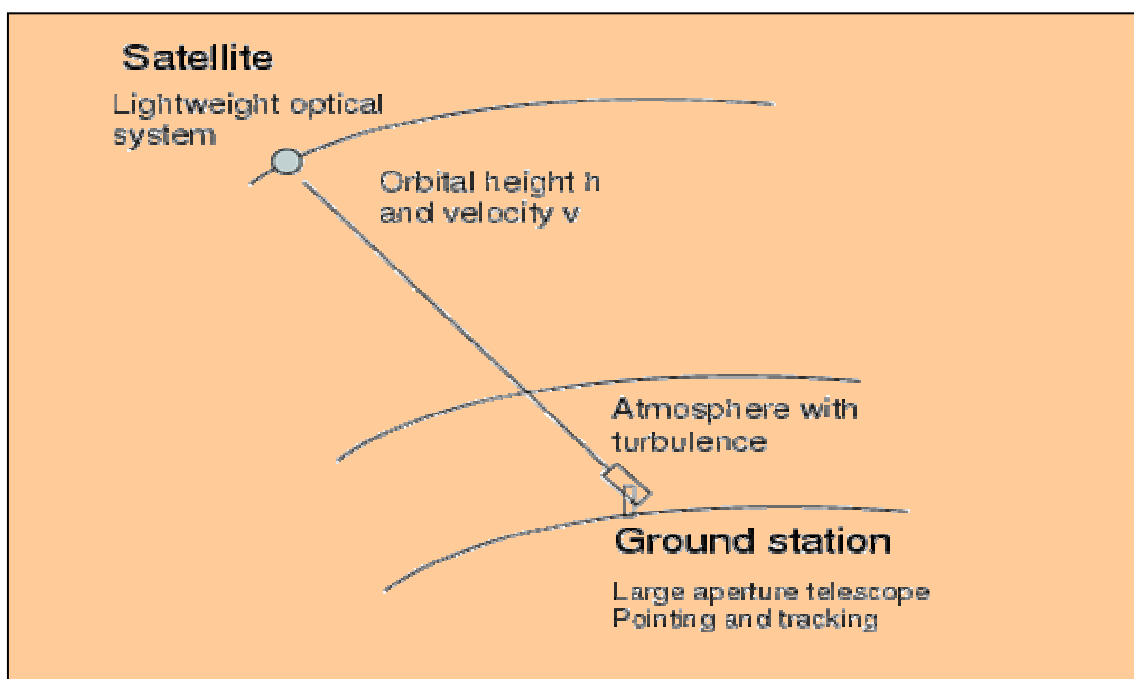 Satellite
Lightweight optical
system
Orbital height h
and velocity v
Atmosphere with
turbulence
Ground station
Large aperture telescope
Pointing and tracking